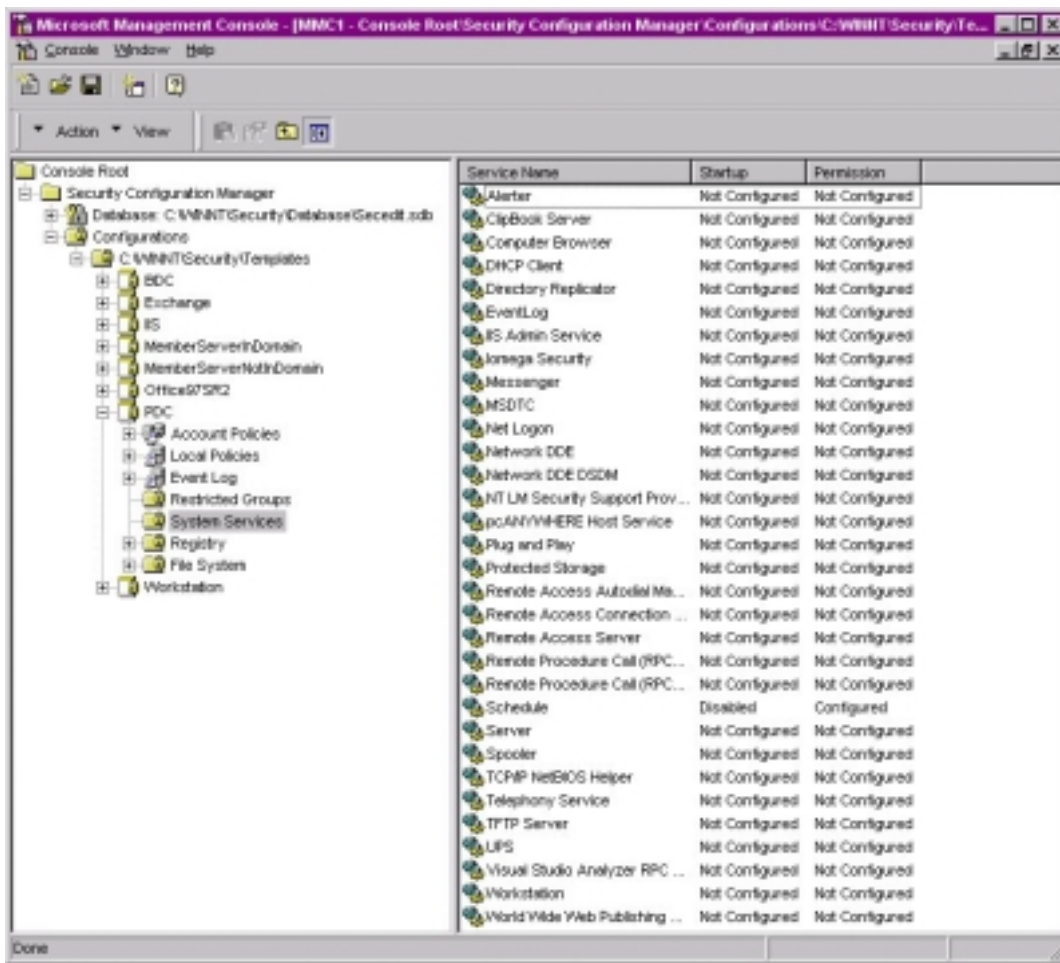 Microsoft Management Console - [MMC1 - Console Root\Security Configuration Manager\Configurations\C:\WINNT\Security\Te...
Console Window Help
Action View
Console Root
Security Configuration Manager
Database: C:\WINNT\Security\Database\Secedit.sdb
Configurations
C:\WINNT\Security\Templates
BDC
Exchange
IIS
MemberServerInDomain
MemberServerNotInDomain
Office97SR2
PDC
Account Policies
Local Policies
Event Log
Restricted Groups
System Services
Registry
File System
Workstation
Service Name Startup Permission
Alerter Not Configured Not Configured
ClipBook Server Not Configured Not Configured
Computer Browser Not Configured Not Configured
DHCP Client Not Configured Not Configured
Directory Replicator Not Configured Not Configured
EventLog Not Configured Not Configured
IIS Admin Service Not Configured Not Configured
Iomega Security Not Configured Not Configured
Messenger Not Configured Not Configured
MSDTC Not Configured Not Configured
Net Logon Not Configured Not Configured
Network DDE Not Configured Not Configured
Network DDE DSDM Not Configured Not Configured
NT LM Security Support Prov... Not Configured Not Configured
pcANYWHERE Host Service Not Configured Not Configured
Plug and Play Not Configured Not Configured
Protected Storage Not Configured Not Configured
Remote Access Autodial Ma... Not Configured Not Configured
Remote Access Connection ... Not Configured Not Configured
Remote Access Server Not Configured Not Configured
Remote Procedure Call (RPC... Not Configured Not Configured
Remote Procedure Call (RPC... Not Configured Not Configured
Schedule Disabled Configured
Server Not Configured Not Configured
Spooler Not Configured Not Configured
TCP/IP NetBIOS Helper Not Configured Not Configured
Telephony Service Not Configured Not Configured
TFTP Server Not Configured Not Configured
UPS Not Configured Not Configured
Visual Studio Analyzer RPC ... Not Configured Not Configured
Workstation Not Configured Not Configured
World Wide Web Publishing ... Not Configured Not Configured
Done